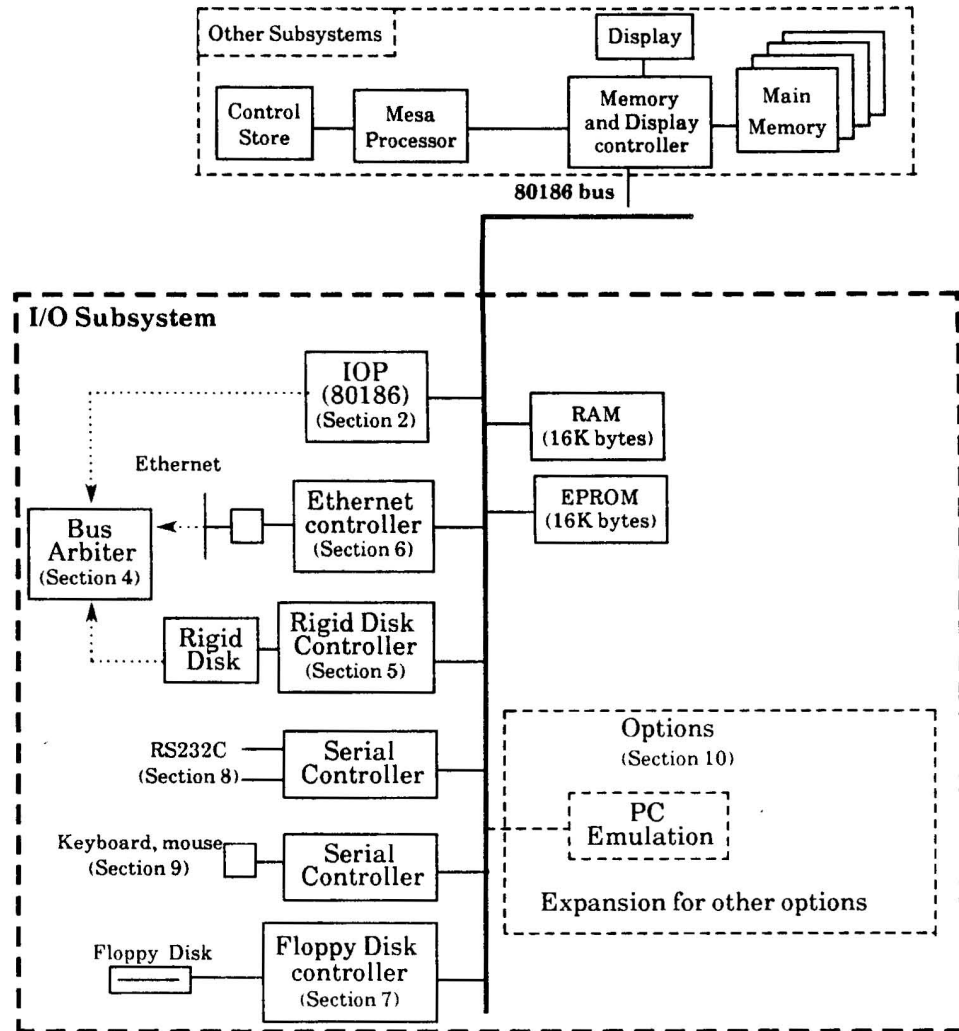 Other Subsystems
Display
Control
Store
Mesa
Processor
Memory
and Display
controller
Main
Memory
80186 bus
I/O Subsystem
IOP
(80186)
(Section 2)
RAM
(16K bytes)
Ethernet
EPROM
(16K bytes)
Ethernet
controller
(Section 6)
Bus
Arbiter
(Section 4)
Rigid
Disk
Rigid Disk
Controller
(Section 5)
RS232C
(Section 8)
Serial
Controller
Options
(Section 10)
PC
Emulation
Keyboard, mouse
(Section 9)
Serial
Controller
Expansion for other options
Floppy Disk
Floppy Disk
controller
(Section 7)